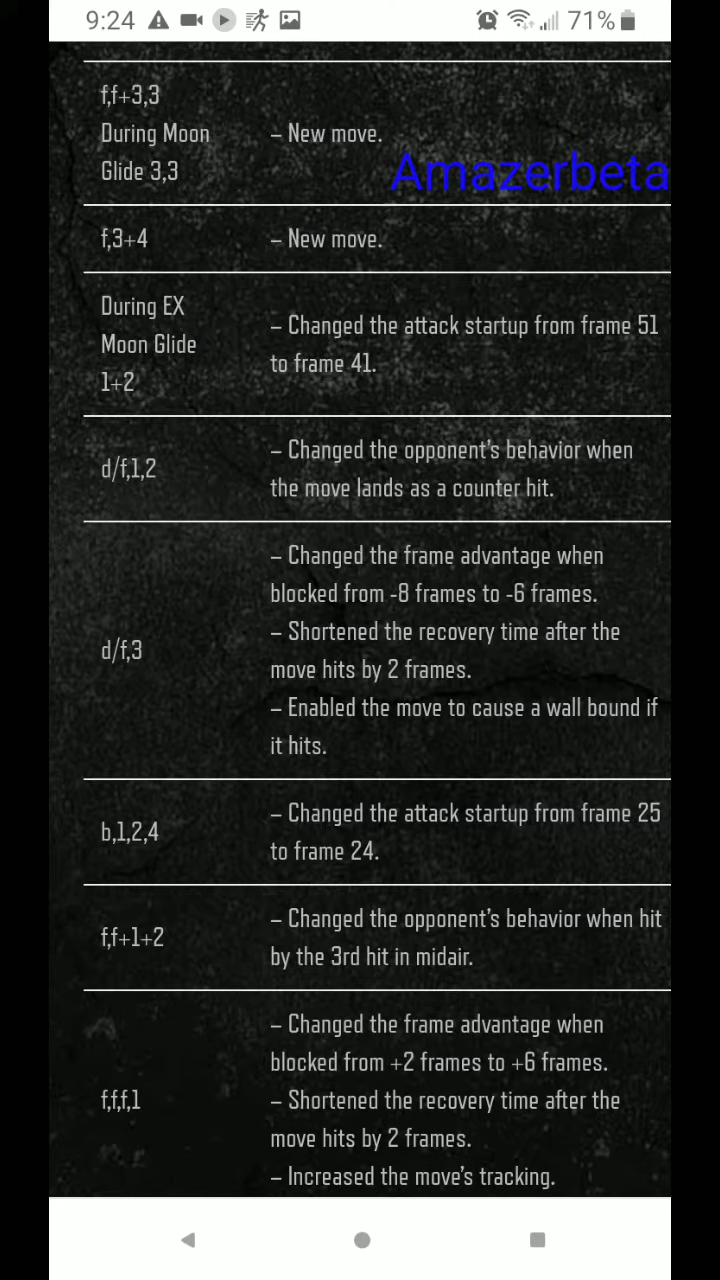 9:24
71%
f,f+3,3
During Moon
Glide 3,3
– New move.
Amazerbeta
f,3+4
– New move.
During EX
Moon Glide
1+2
– Changed the attack startup from frame 51
to frame 41.
d/f,1,2
– Changed the opponent's behavior when
the move lands as a counter hit.
d/f,3
– Changed the frame advantage when
blocked from -8 frames to -6 frames.
– Shortened the recovery time after the
move hits by 2 frames.
– Enabled the move to cause a wall bound if
it hits.
b,1,2,4
– Changed the attack startup from frame 25
to frame 24.
f,f+1+2
– Changed the opponent's behavior when hit
by the 3rd hit in midair.
f,f,f,1
– Changed the frame advantage when
blocked from +2 frames to +6 frames.
– Shortened the recovery time after the
move hits by 2 frames.
– Increased the move's tracking.